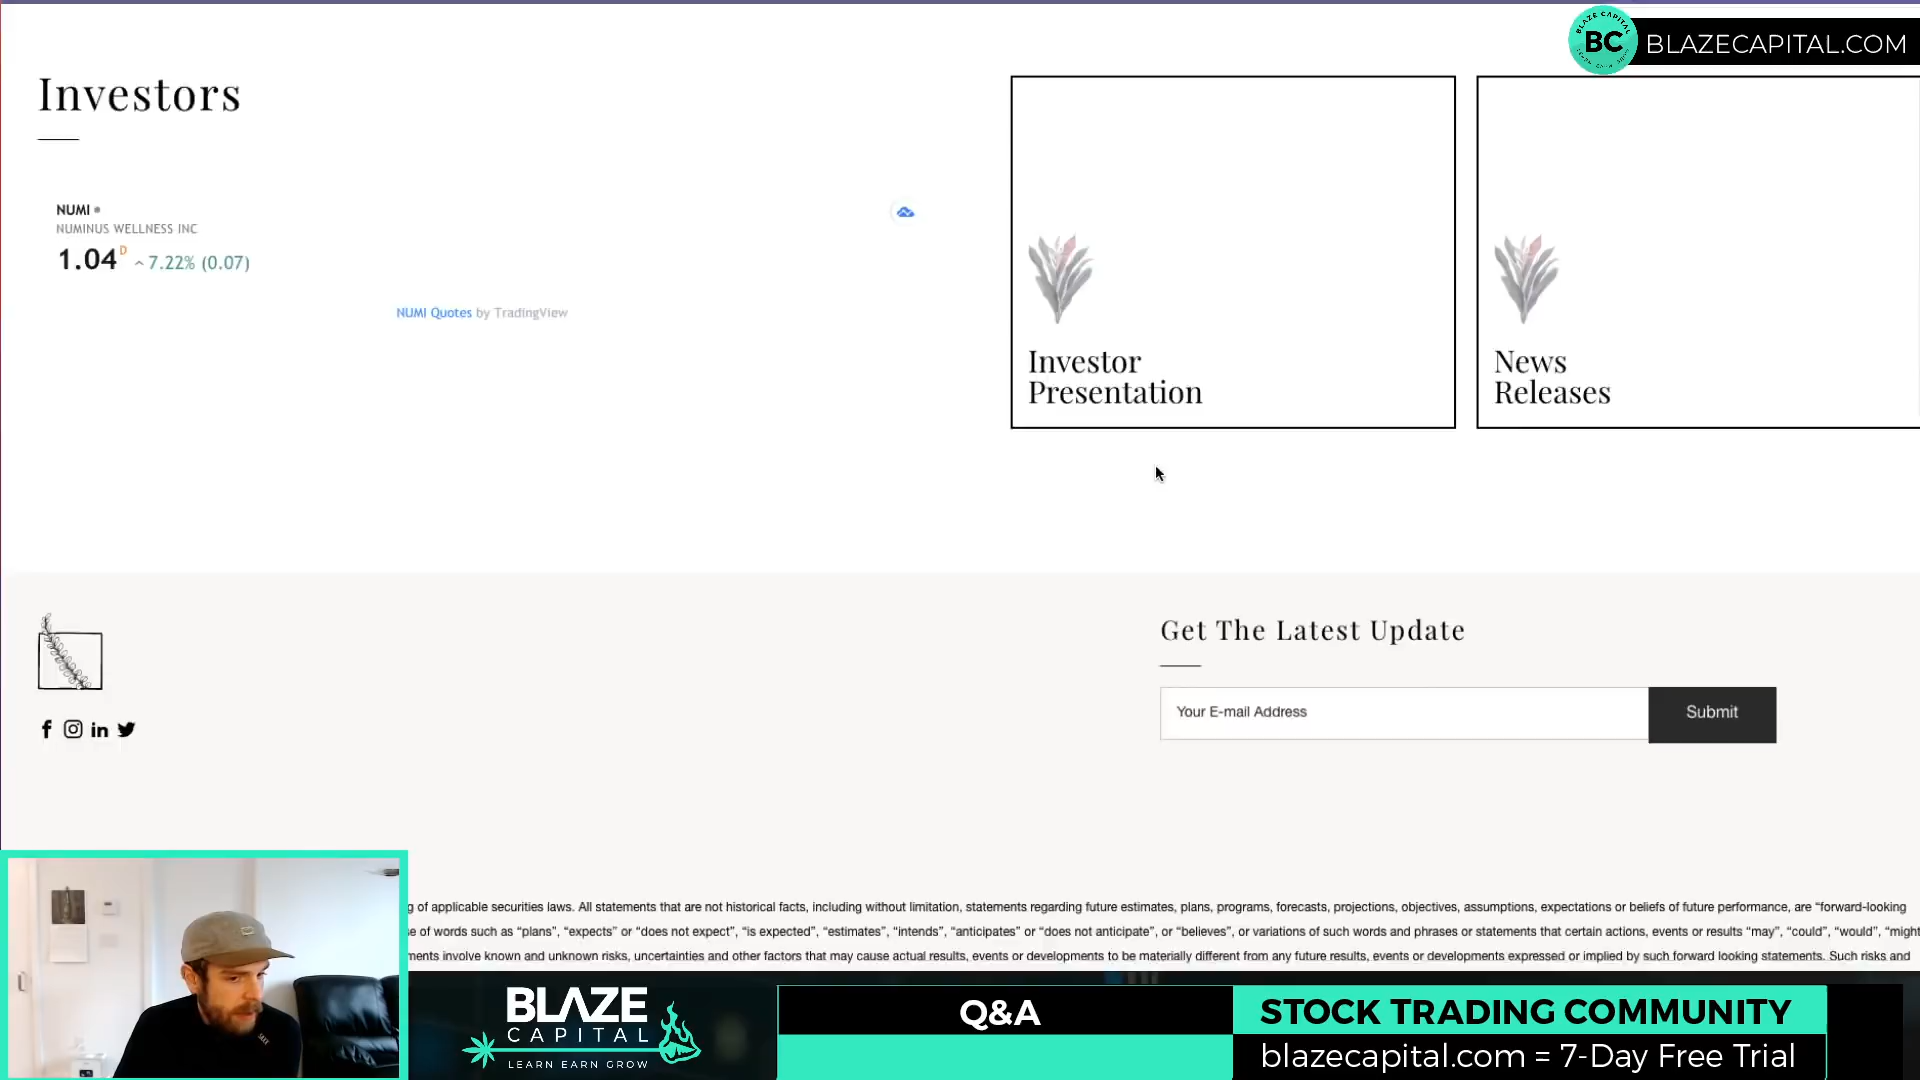 BC
BLAZECAPITAL.COM
Investors
NUMI
NUMINUS WELLNESS INC
1.04 D 7.22% (0.07)
NUMI Quotes by TradingView
Investor
Presentation
News
Releases
Get The Latest Update
Your E-mail Address
Submit
g of applicable securities laws. All statements that are not historical facts, including without limitation, statements regarding future estimates, plans, programs, forecasts, projections, objectives, assumptions, expectations or beliefs of future performance, are “forward-looking
of words such as “plans”, “expects” or “does not expect”, “is expected”, “estimates”, “intends”, “anticipates” or “does not anticipate”, or “believes”, or variations of such words and phrases or statements that certain actions, events or results “may”, “could”, “would”, “might
ments involve known and unknown risks, uncertainties and other factors that may cause actual results, events or developments to be materially different from any future results, events or developments expressed or implied by such forward looking statements. Such risks and
BLAZE
CAPITAL
LEARN EARN GROW
Q&A
STOCK TRADING COMMUNITY
blazecapital.com = 7-Day Free Trial